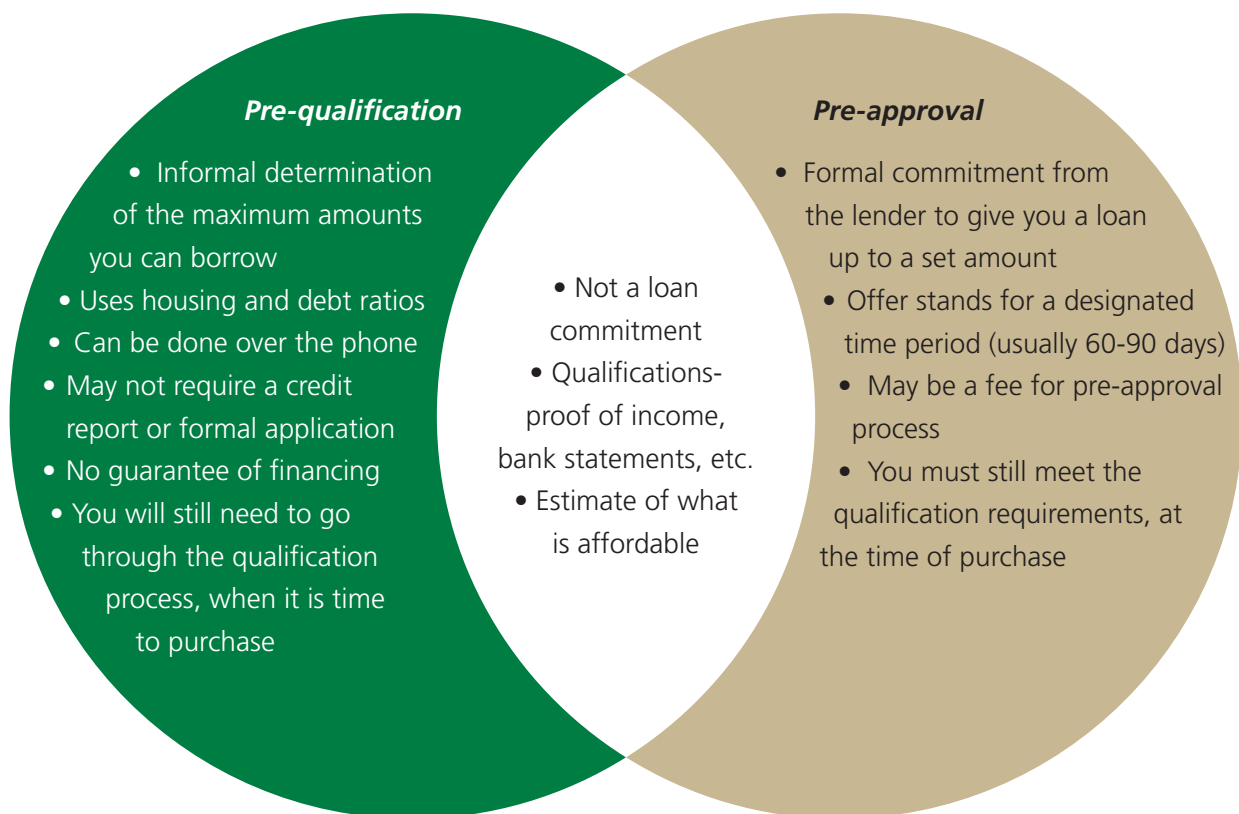 Pre-qualification
• Informal determination
of the maximum amounts
you can borrow
• Uses housing and debt ratios
• Can be done over the phone
• May not require a credit
report or formal application
• No guarantee of financing
• You will still need to go
through the qualification
process, when it is time
to purchase
• Not a loan
commitment
• Qualifications-
proof of income,
bank statements, etc.
• Estimate of what
is affordable
Pre-approval
• Formal commitment from
the lender to give you a loan
up to a set amount
• Offer stands for a designated
time period (usually 60-90 days)
• May be a fee for pre-approval
process
• You must still meet the
qualification requirements, at
the time of purchase